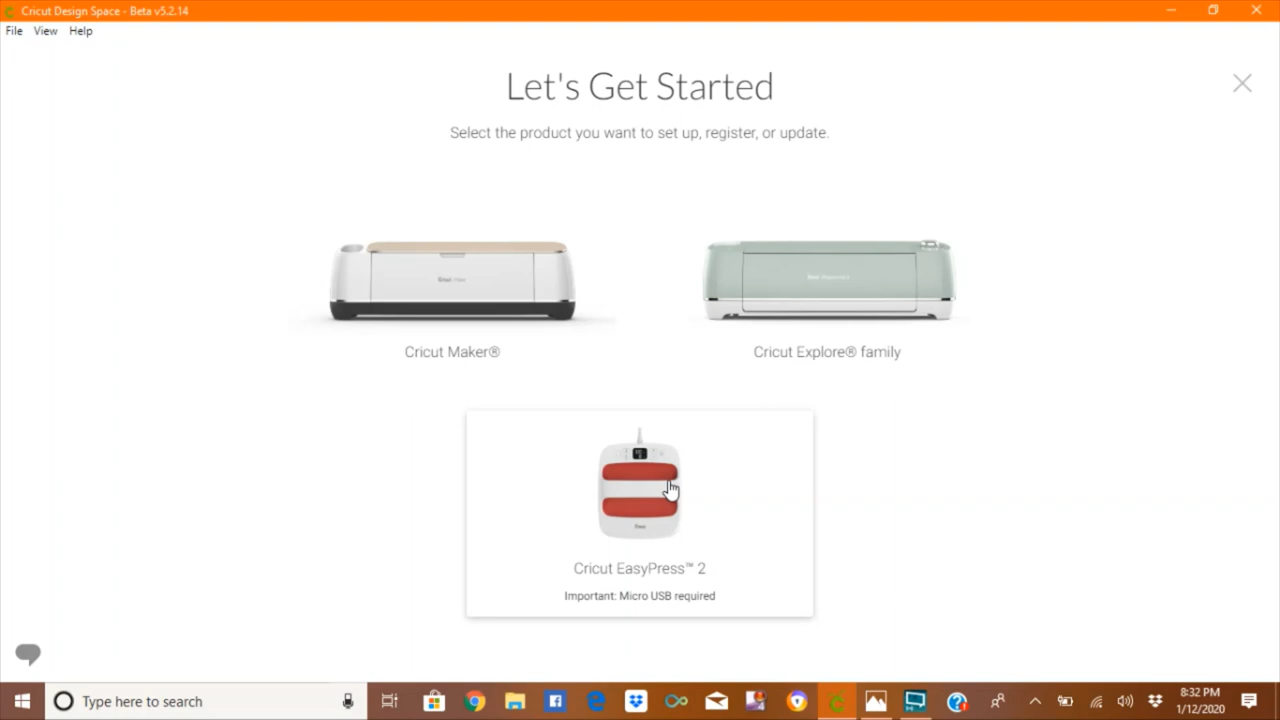 Cricut Design Space - Beta v5.2.14
File View Help
Let's Get Started
Select the product you want to set up, register, or update.
Cricut Maker®
Cricut Explore® family
Cricut EasyPress™ 2
Important: Micro USB required
Type here to search
8:32 PM
1/12/2020